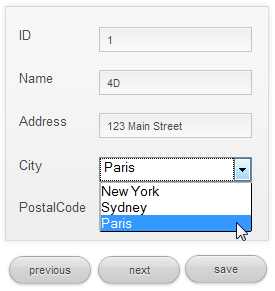 ID 1
Name 4D
Address 123 Main Street
City Paris
New York
Sydney
PostalCode Paris
previous next save